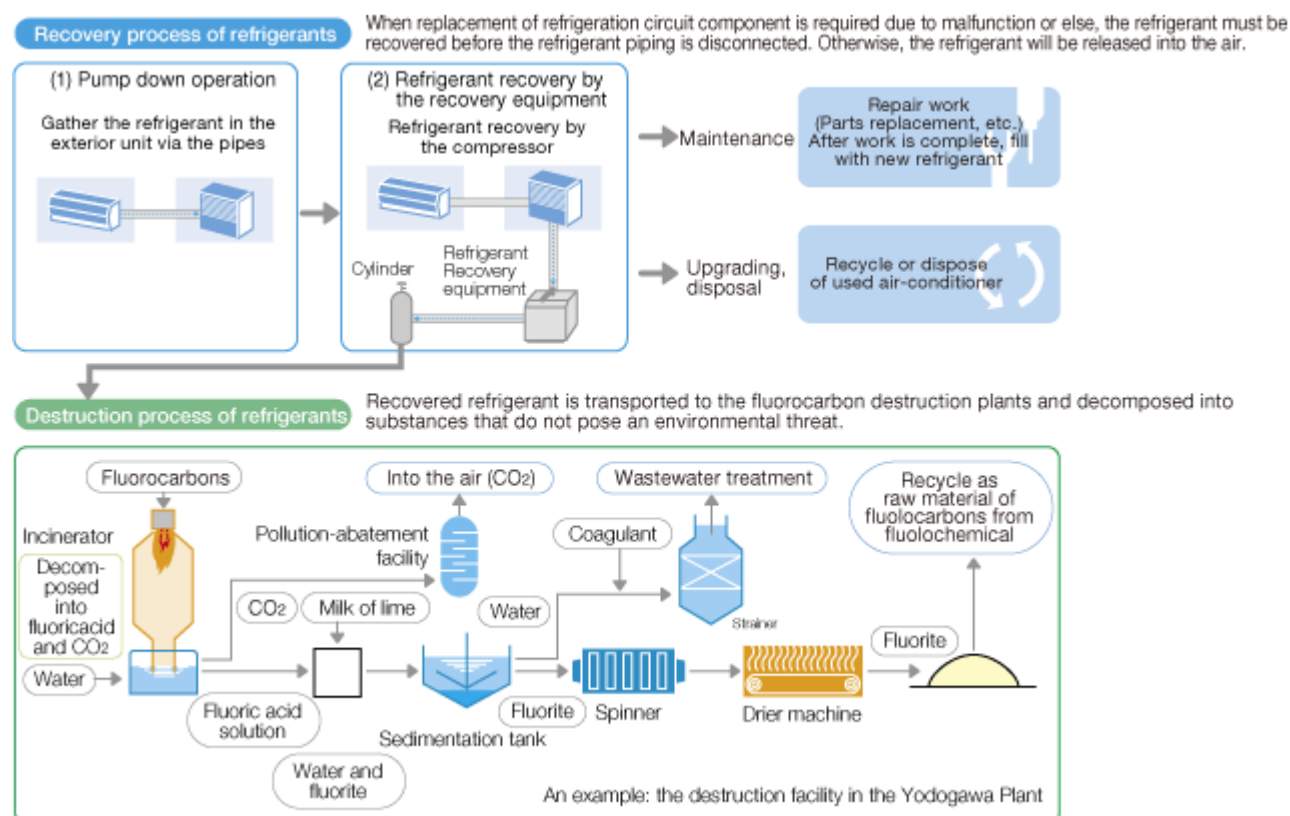 Recovery process of refrigerants
When replacement of refrigeration circuit component is required due to malfunction or else, the refrigerant must be
recovered before the refrigerant piping is disconnected. Otherwise, the refrigerant will be released into the air.
(1) Pump down operation
Gather the refrigerant in the
exterior unit via the pipes
(2) Refrigerant recovery by
the recovery equipment
Refrigerant recovery by
the compressor
Cylinder
Refrigerant
Recovery
equipment
Maintenance
Repair work
(Parts replacement, etc.)
After work is complete, fill
with new refrigerant
Upgrading,
disposal
Recycle or dispose
of used air-conditioner
Destruction process of refrigerants
Recovered refrigerant is transported to the fluorocarbon destruction plants and decomposed into
substances that do not pose an environmental threat.
Fluorocarbons
Incinerator
Decom-
posed
into
fluoricacid
and CO2
Water
Into the air (CO2)
Pollution-abatement
facility
CO2
Milk of lime
Fluoric acid
solution
Water and
fluorite
Sedimentation tank
Water
Coagulant
Wastewater treatment
Strainer
Fluorite
Spinner
Drier machine
Fluorite
Recycle as
raw material of
fluolocarbons from
fluolochemical
An example: the destruction facility in the Yodogawa Plant